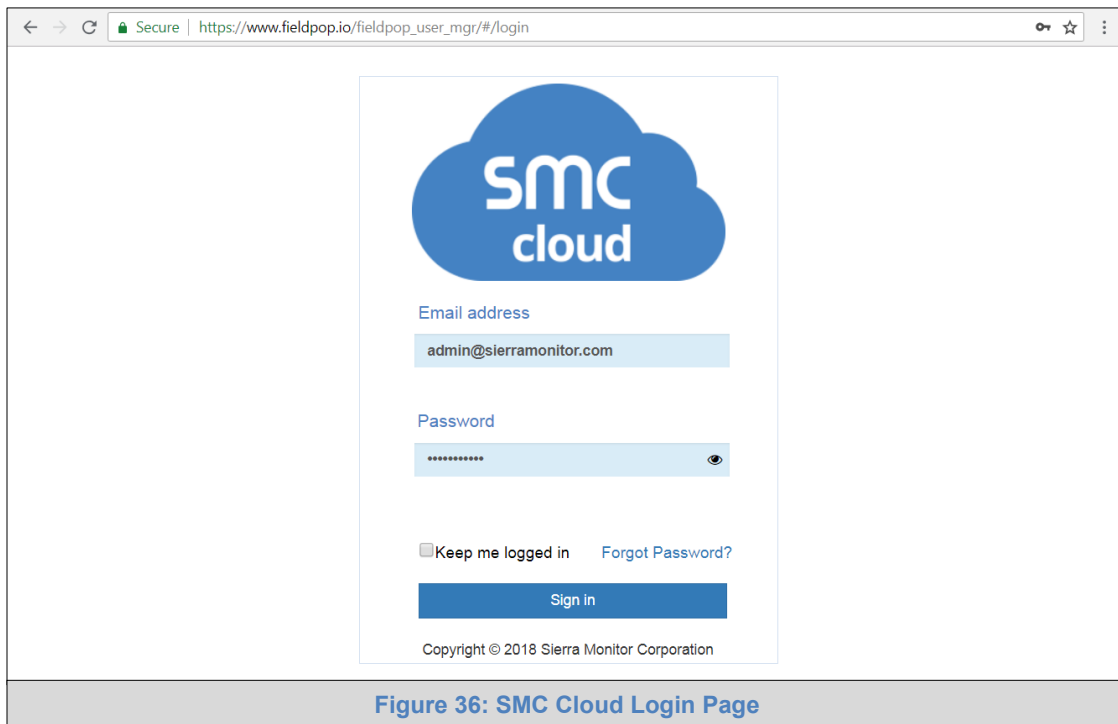 Secure | https://www.fieldpop.io/fieldpop_user_mgr/#/login
smc
cloud
Email address
admin@sierramonitor.com
Password
•••••••••••
Keep me logged in Forgot Password?
Sign in
Copyright © 2018 Sierra Monitor Corporation
Figure 36: SMC Cloud Login Page